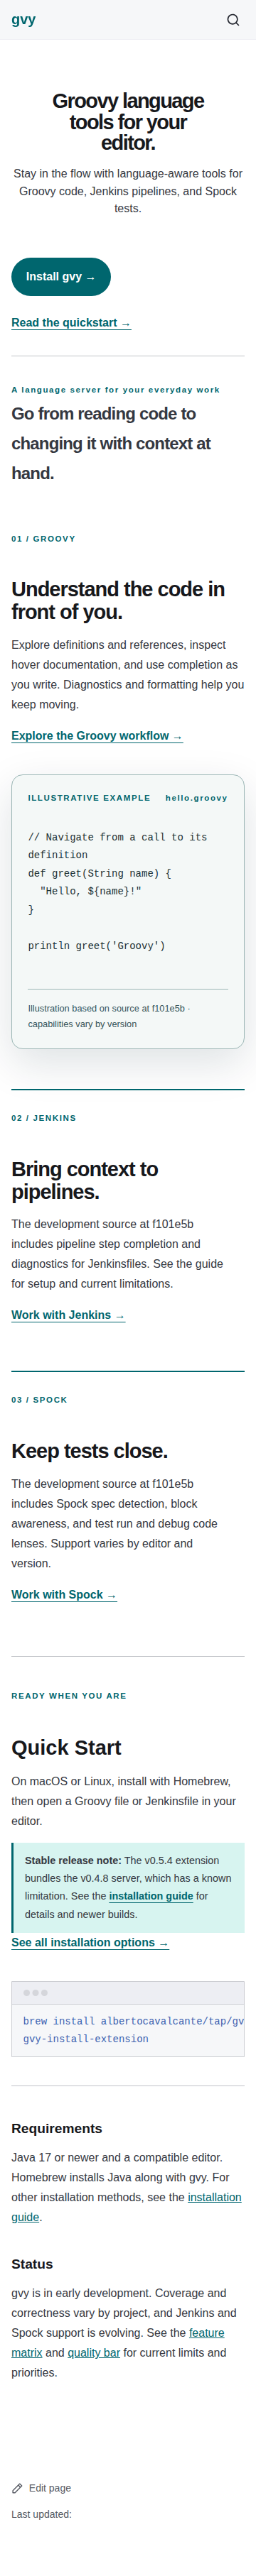 gvy
Groovy language
tools for your
editor.
Stay in the flow with language-aware tools for
Groovy code, Jenkins pipelines, and Spock
tests.
Install gvy →
Read the quickstart →
A language server for your everyday work
Go from reading code to
changing it with context at
hand.
01 / GROOVY
Understand the code in
front of you.
Explore definitions and references, inspect
hover documentation, and use completion as
you write. Diagnostics and formatting help you
keep moving.
Explore the Groovy workflow →
ILLUSTRATIVE EXAMPLE hello.groovy
// Navigate from a call to its
definition
def greet(String name) {
"Hello, ${name}!"
}
println greet('Groovy')
Illustration based on source at f101e5b ·
capabilities vary by version
02 / JENKINS
Bring context to
pipelines.
The development source at f101e5b
includes pipeline step completion and
diagnostics for Jenkinsfiles. See the guide
for setup and current limitations.
Work with Jenkins →
03 / SPOCK
Keep tests close.
The development source at f101e5b
includes Spock spec detection, block
awareness, and test run and debug code
lenses. Support varies by editor and
version.
Work with Spock →
READY WHEN YOU ARE
Quick Start
On macOS or Linux, install with Homebrew,
then open a Groovy file or Jenkinsfile in your
editor.
Stable release note: The v0.5.4 extension
bundles the v0.4.8 server, which has a known
limitation. See the installation guide for
details and newer builds.
See all installation options →
brew install albertocavalcante/tap/gv
gvy-install-extension
Requirements
Java 17 or newer and a compatible editor.
Homebrew installs Java along with gvy. For
other installation methods, see the installation
guide.
Status
gvy is in early development. Coverage and
correctness vary by project, and Jenkins and
Spock support is evolving. See the feature
matrix and quality bar for current limits and
priorities.
Edit page
Last updated: